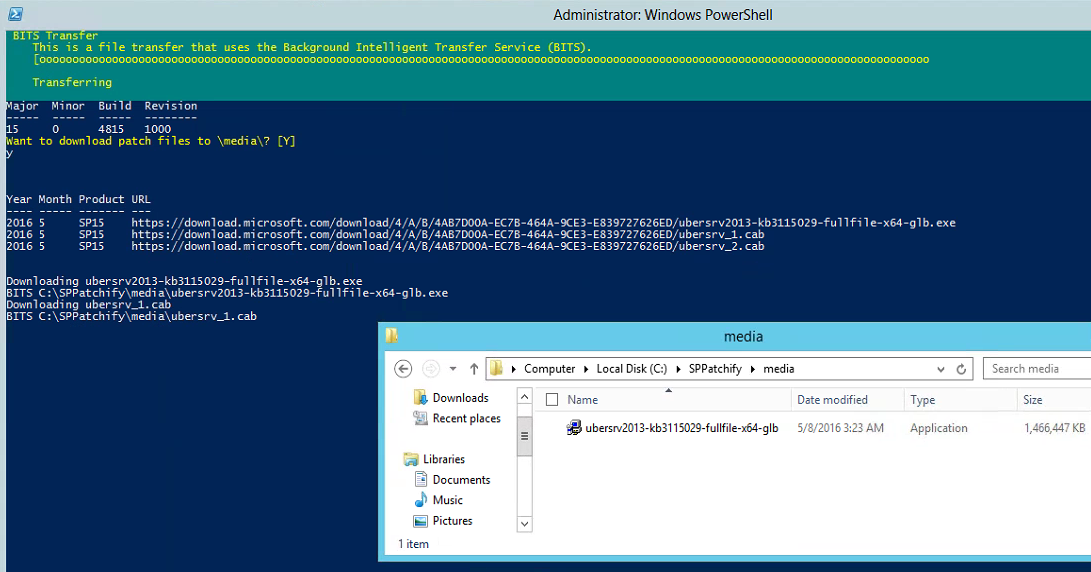 Administrator: Windows PowerShell
BITS Transfer
This is a file transfer that uses the Background Intelligent Transfer Service (BITS).
[ooooooooooooooooooooooooooooooooooooooooooooooooooooooooooooooooooooooooooooooooooooooooooooooooooooooooooooooooooooooooooooooooooooooo
Transferring
Major Minor Build Revision
----- ----- ----- --------
15 0 4815 1000
Want to download patch files to \media\? [Y]
y
Year Month Product URL
---- ----- ------- ---
2016 5 SP15 https://download.microsoft.com/download/4/A/B/4AB7D00A-EC7B-464A-9CE3-E839727626ED/ubersrv2013-kb3115029-fullfile-x64-glb.exe
2016 5 SP15 https://download.microsoft.com/download/4/A/B/4AB7D00A-EC7B-464A-9CE3-E839727626ED/ubersrv_1.cab
2016 5 SP15 https://download.microsoft.com/download/4/A/B/4AB7D00A-EC7B-464A-9CE3-E839727626ED/ubersrv_2.cab
Downloading ubersrv2013-kb3115029-fullfile-x64-glb.exe
BITS C:\SPPatchify\media\ubersrv2013-kb3115029-fullfile-x64-glb.exe
Downloading ubersrv_1.cab
BITS C:\SPPatchify\media\ubersrv_1.cab
media
Computer Local Disk (C:) SPPatchify media
Search media
Downloads
Recent places
Libraries
Documents
Music
Pictures
Name Date modified Type Size
ubersrv2013-kb3115029-fullfile-x64-glb 5/8/2016 3:23 AM Application 1,466,447 KB
1 item